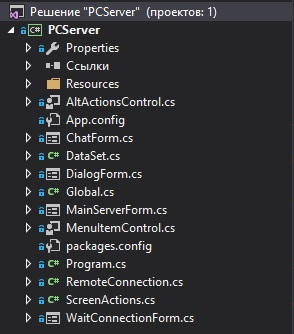 Решение "PCServer" (проектов: 1)
C# PCServer
Properties
Ссылки
Resources
AltActionsControl.cs
App.config
ChatForm.cs
C# DataSet.cs
DialogForm.cs
C# Global.cs
MainServerForm.cs
MenuItemControl.cs
packages.config
C# Program.cs
C# RemoteConnection.cs
C# ScreenActions.cs
WaitConnectionForm.cs